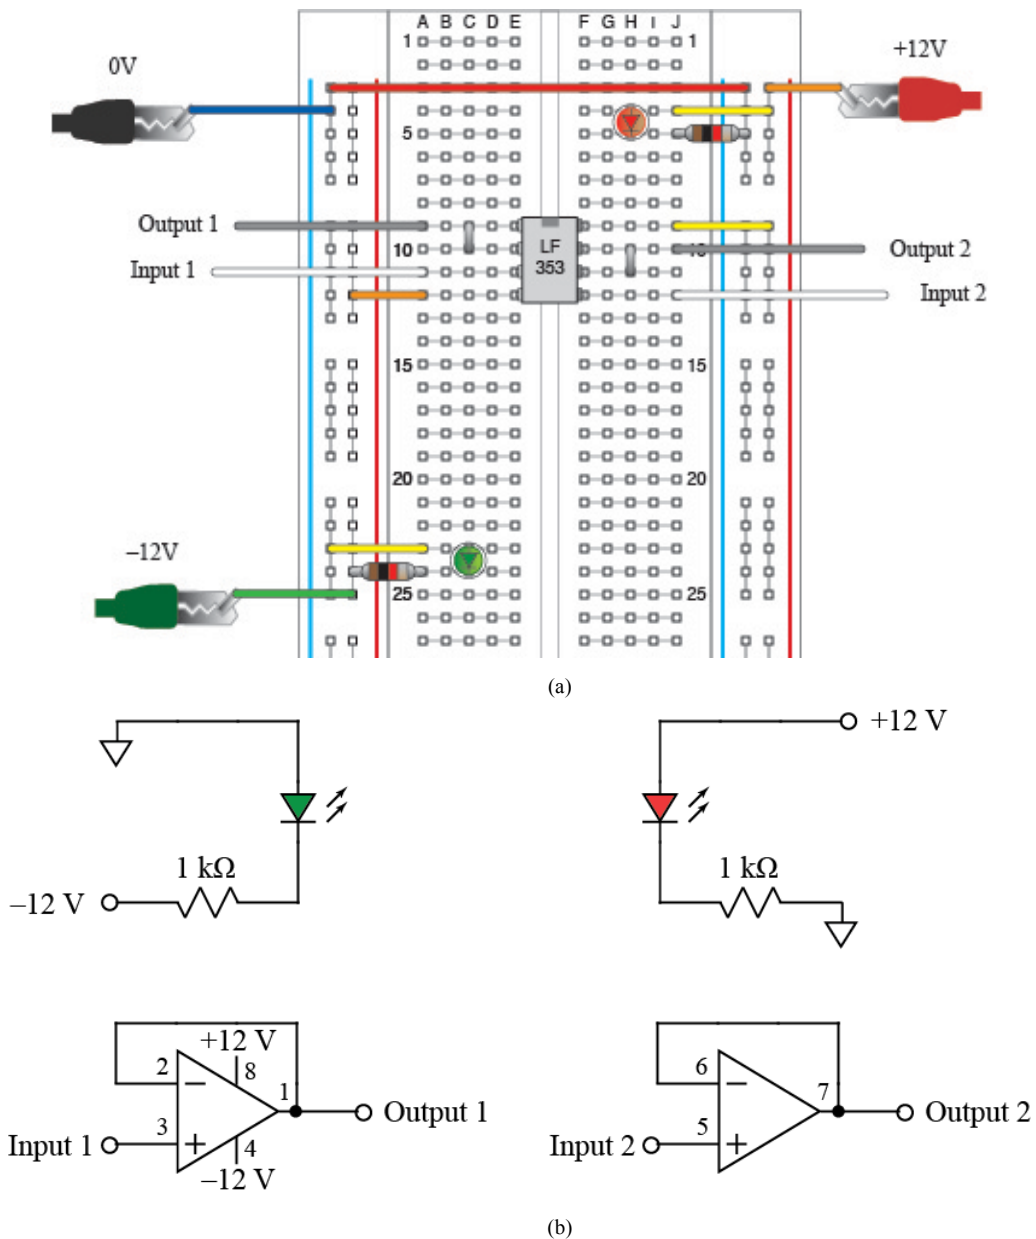 A B C D E F G H I J
1 1
0V
+12V
5 5
Output 1
10 LF 10
353
Output 2
Input 1
Input 2
15 15
20 20
−12V
25 25
(a)
+12 V
1 kΩ 1 kΩ
−12 V
+12 V
2 − 8 1 Output 1
Input 1 3 + 4
−12 V
6 − 7 Output 2
Input 2 5 +
(b)